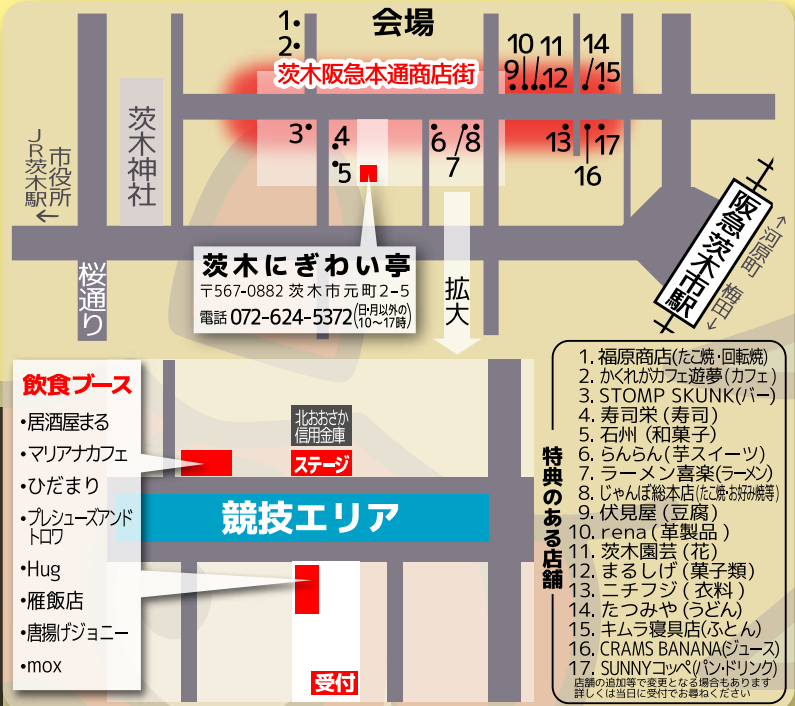 会場
茨木阪急本通商店街
1
2
3
4
5
6
7
8
9
10
11
12
13
14
15
16
17
茨木神社
市役所
JR茨木駅
←
桜通り
茨木にぎわい亭
〒567-0882 茨木市元町2-5
電話 072-624-5372(日・月以外の10〜17時)
拡大
阪急茨木市駅
↑河原町
梅田↓
飲食ブース
・居酒屋まる
・マリアナカフェ
・ひだまり
・プレシューズアンド
トロワ
・Hug
・雁飯店
・唐揚げジョニー
・mox
北おおさか
信用金庫
ステージ
競技エリア
受付
特典のある店舗
1. 福原商店(たこ焼・回転焼)
2. かくれがカフェ遊夢(カフェ)
3. STOMP SKUNK(バー)
4. 寿司栄(寿司)
5. 石州(和菓子)
6. らんらん(芋スイーツ)
7. ラーメン喜楽(ラーメン)
8. じゃんぼ総本店(たこ焼・お好み焼等)
9. 伏見屋(豆腐)
10. rena(革製品)
11. 茨木園芸(花)
12. まるしげ(菓子類)
13. ニチフジ(衣料)
14. たつみや(うどん)
15. キムラ寝具店(ふとん)
16. CRAMS BANANA(ジュース)
17. SUNNYコッペ(パン・ドリンク)
店舗の追加等で変更となる場合もあります
詳しくは当日に受付でお尋ねください